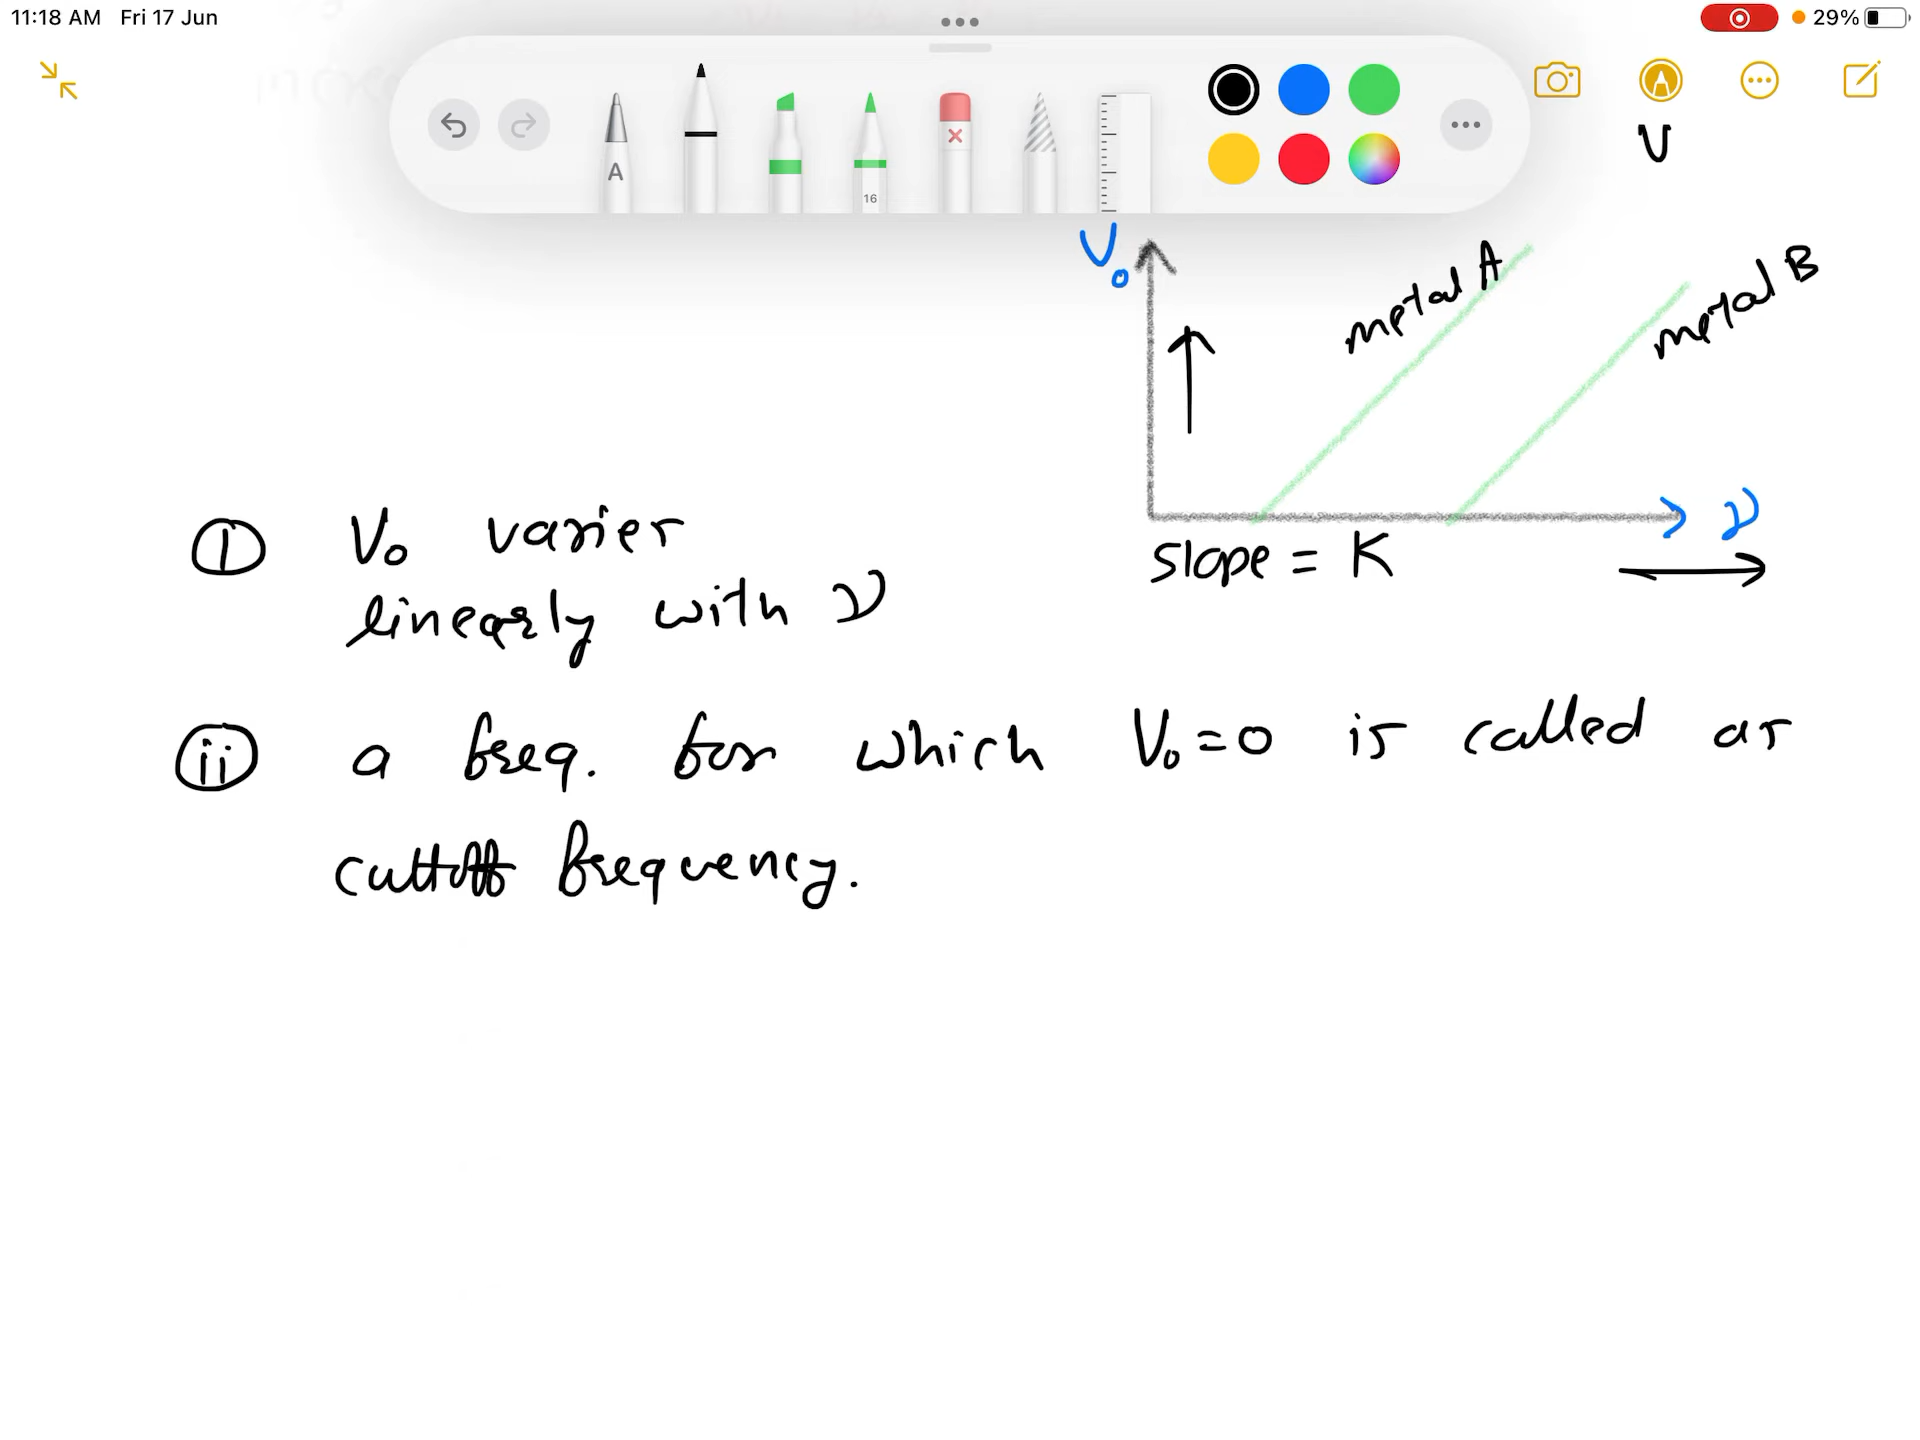 11:18 AM Fri 17 Jun
29%
A
16
V
V₀
metal A
metal B
ν
slope = K
(i) V₀ varies
linearly with ν
(ii) a freq. for which V₀ = 0 is called as
cuttoff frequency.